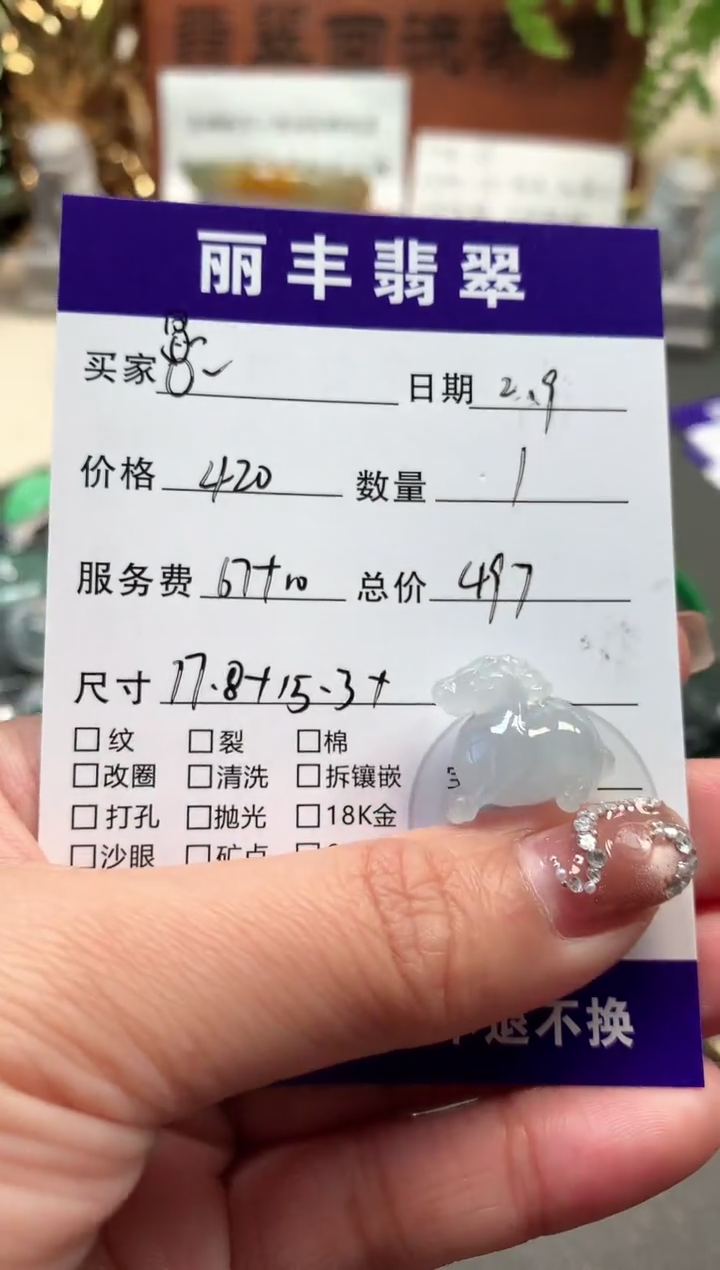 丽丰翡翠
买家 日期 2.9
价格 420 数量 1
服务费 67+10 总价 497
尺寸 17.8+15.3+
□纹 □裂 □棉
□改圈 □清洗 □拆镶嵌
□打孔 □抛光 □18K金
□沙眼 □矿点
退不换